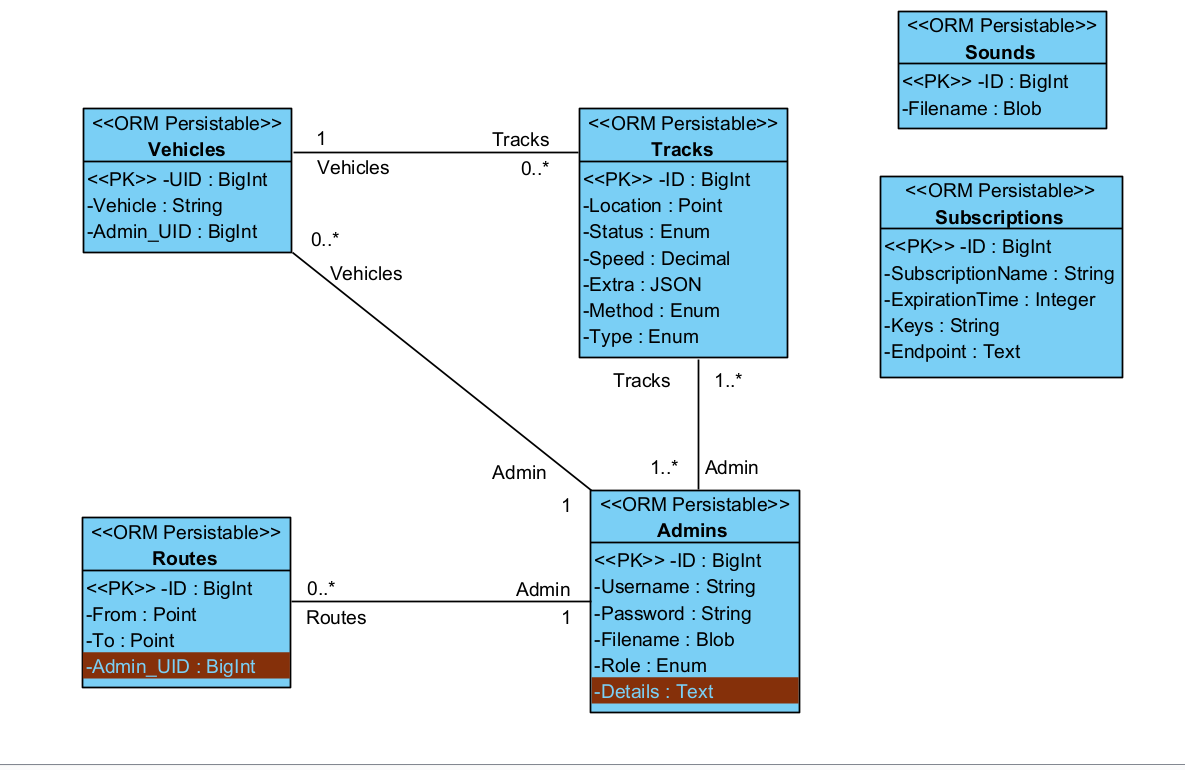 <<ORM Persistable>>
Sounds
<<PK>> -ID : BigInt
-Filename : Blob
<<ORM Persistable>>
Vehicles
<<PK>> -UID : BigInt
-Vehicle : String
-Admin_UID : BigInt
1
Vehicles
Tracks
0..*
<<ORM Persistable>>
Tracks
<<PK>> -ID : BigInt
-Location : Point
-Status : Enum
-Speed : Decimal
-Extra : JSON
-Method : Enum
-Type : Enum
<<ORM Persistable>>
Subscriptions
<<PK>> -ID : BigInt
-SubscriptionName : String
-ExpirationTime : Integer
-Keys : String
-Endpoint : Text
0..*
Vehicles
Admin
1
Tracks
1..*
1..*
Admin
<<ORM Persistable>>
Routes
<<PK>> -ID : BigInt
-From : Point
-To : Point
-Admin_UID : BigInt
0..*
Routes
Admin
1
<<ORM Persistable>>
Admins
<<PK>> -ID : BigInt
-Username : String
-Password : String
-Filename : Blob
-Role : Enum
-Details : Text